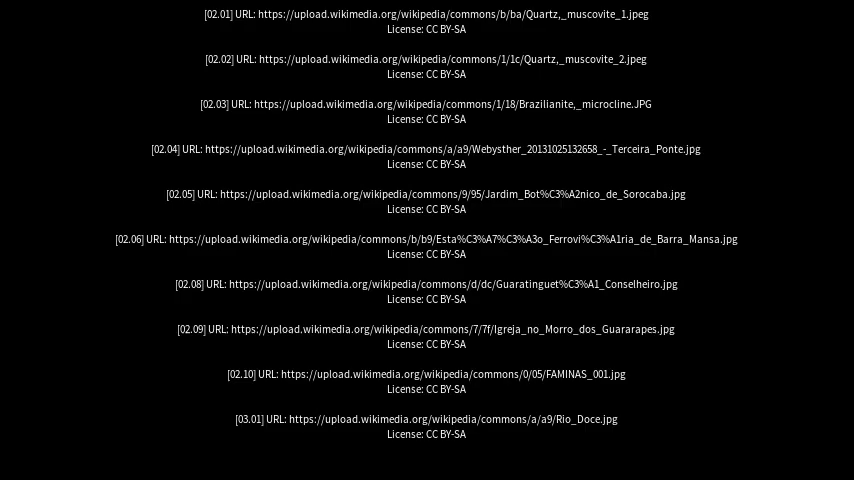 [02.01] URL: https://upload.wikimedia.org/wikipedia/commons/b/ba/Quartz,_muscovite_1.jpeg
License: CC BY-SA
[02.02] URL: https://upload.wikimedia.org/wikipedia/commons/1/1c/Quartz,_muscovite_2.jpeg
License: CC BY-SA
[02.03] URL: https://upload.wikimedia.org/wikipedia/commons/1/18/Brazilianite,_microcline.JPG
License: CC BY-SA
[02.04] URL: https://upload.wikimedia.org/wikipedia/commons/a/a9/Webysther_20131025132658_-_Terceira_Ponte.jpg
License: CC BY-SA
[02.05] URL: https://upload.wikimedia.org/wikipedia/commons/9/95/Jardim_Bot%C3%A2nico_de_Sorocaba.jpg
License: CC BY-SA
[02.06] URL: https://upload.wikimedia.org/wikipedia/commons/b/b9/Esta%C3%A7%C3%A3o_Ferrovi%C3%A1ria_de_Barra_Mansa.jpg
License: CC BY-SA
[02.08] URL: https://upload.wikimedia.org/wikipedia/commons/d/dc/Guaratinguet%C3%A1_Conselheiro.jpg
License: CC BY-SA
[02.09] URL: https://upload.wikimedia.org/wikipedia/commons/7/7f/Igreja_no_Morro_dos_Guararapes.jpg
License: CC BY-SA
[02.10] URL: https://upload.wikimedia.org/wikipedia/commons/0/05/FAMINAS_001.jpg
License: CC BY-SA
[03.01] URL: https://upload.wikimedia.org/wikipedia/commons/a/a9/Rio_Doce.jpg
License: CC BY-SA